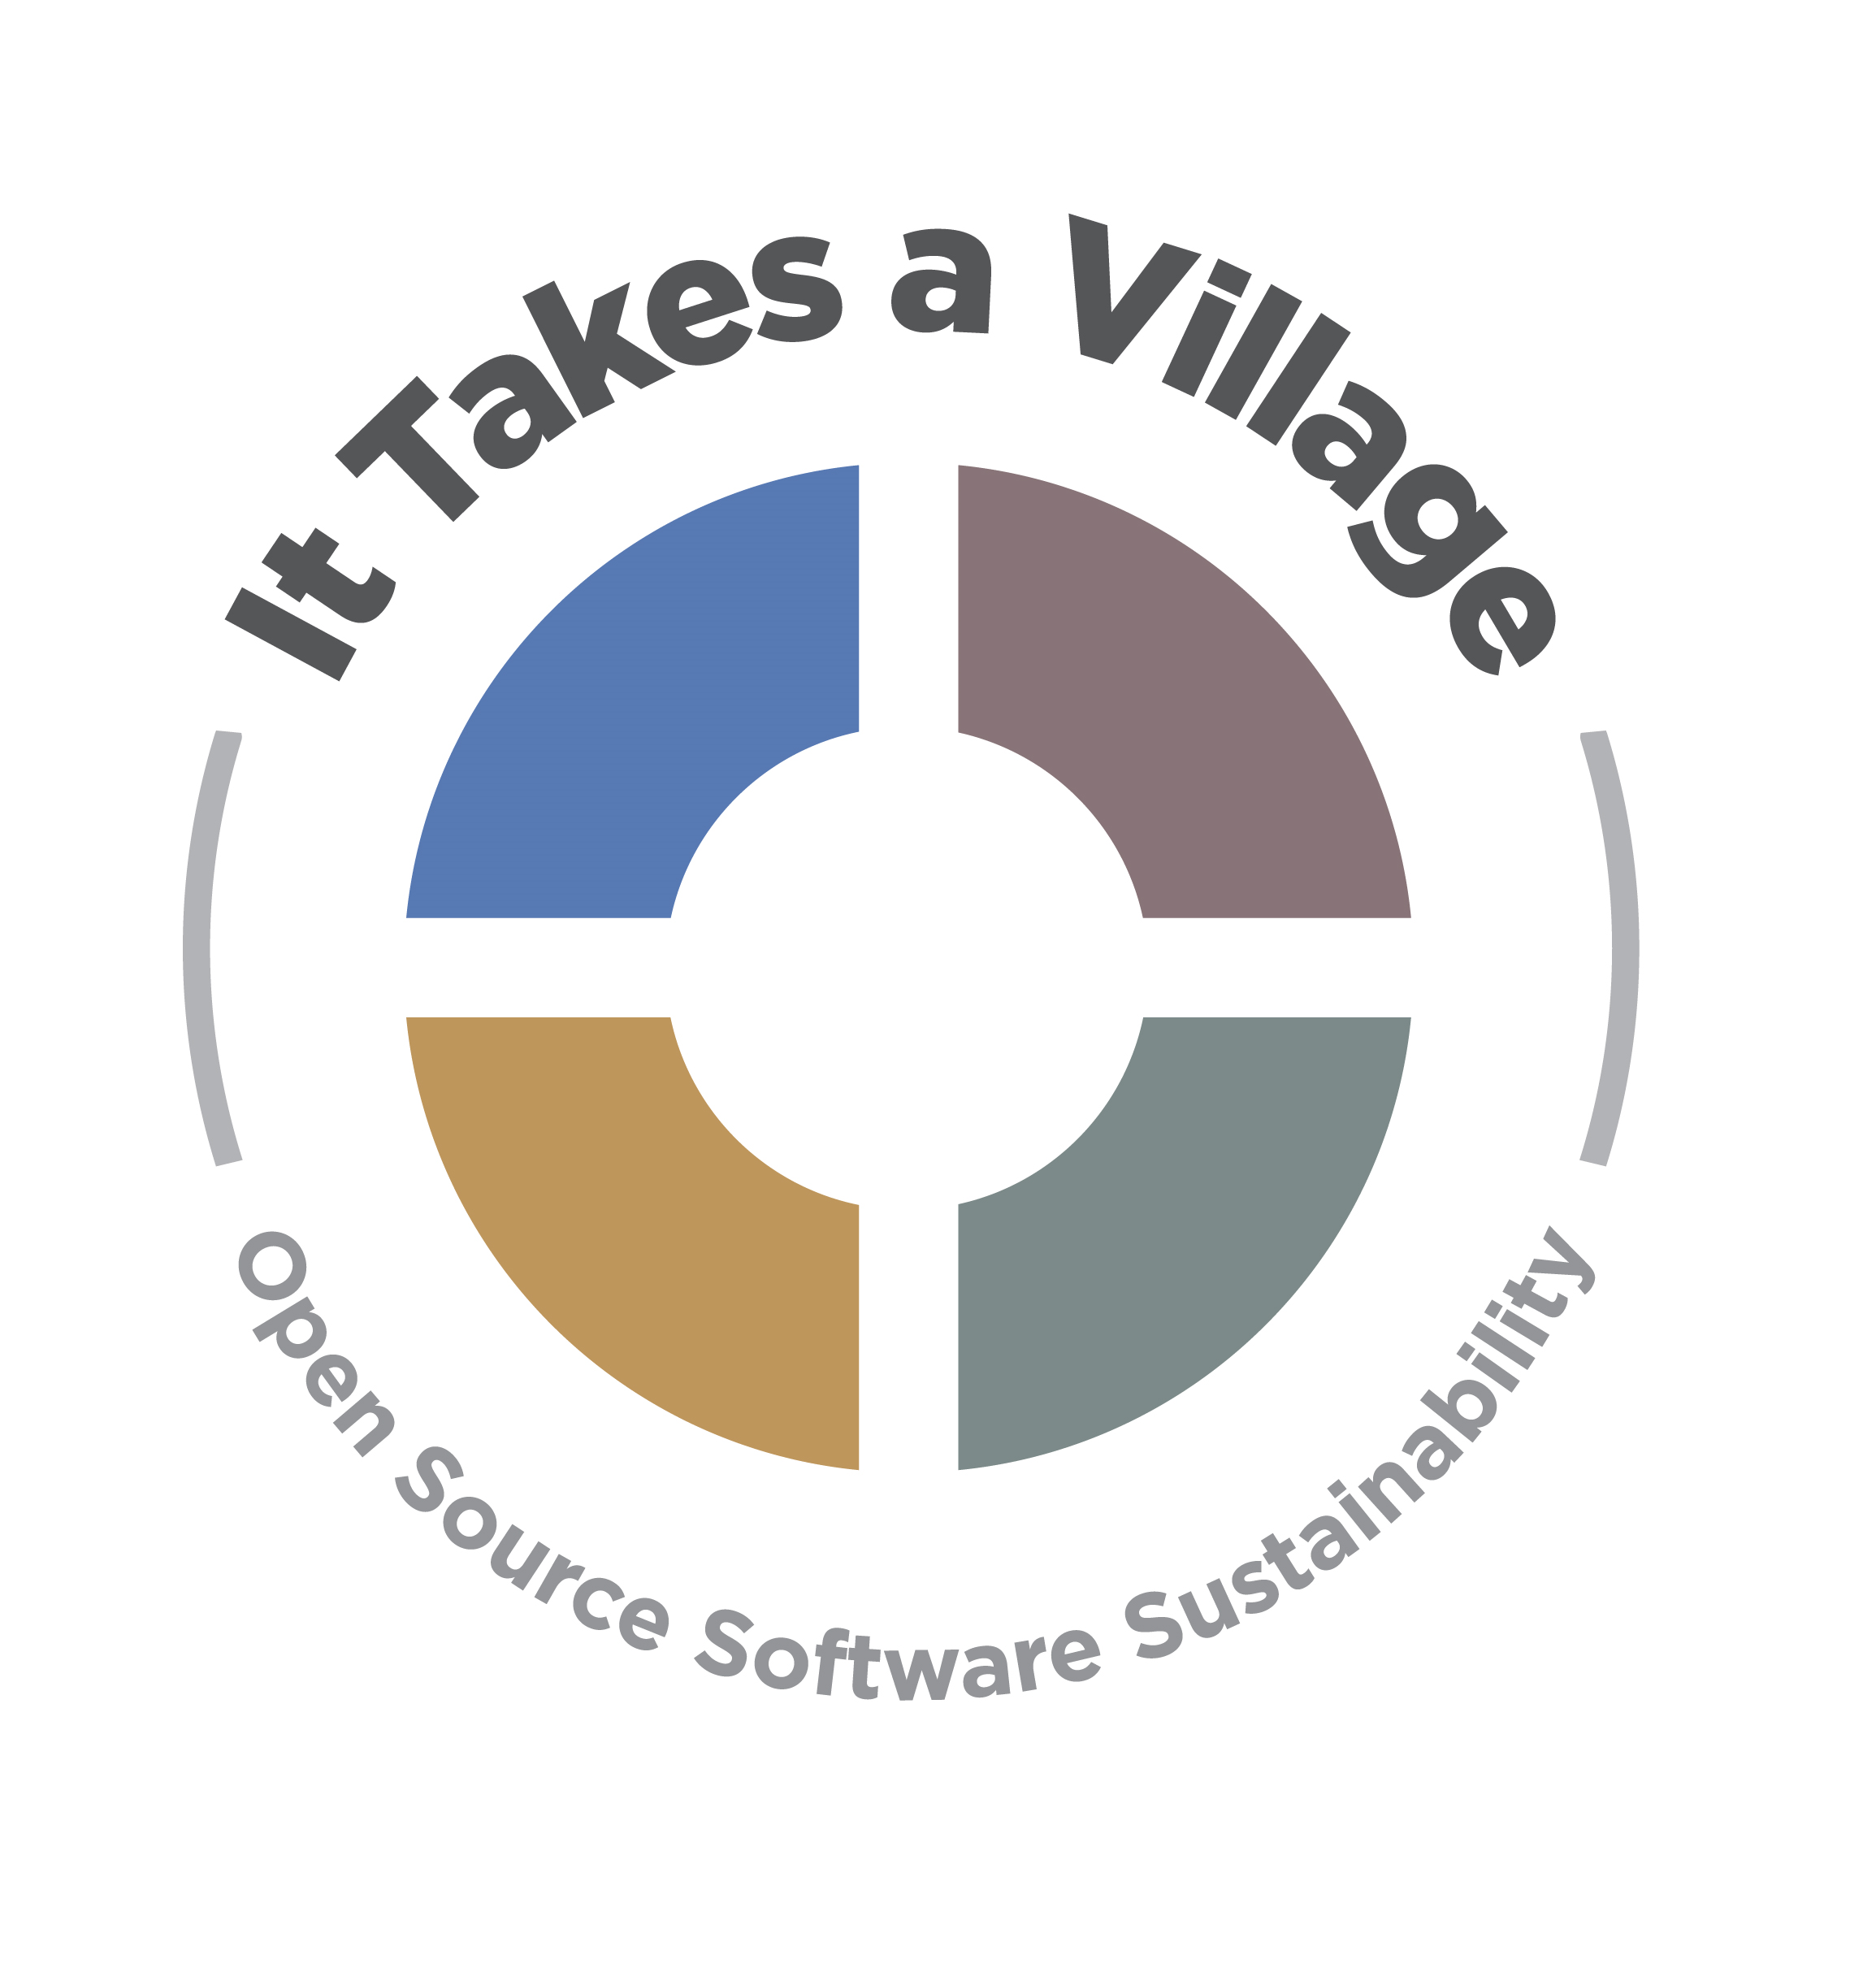 It Takes a Village
Open Source Software Sustainability